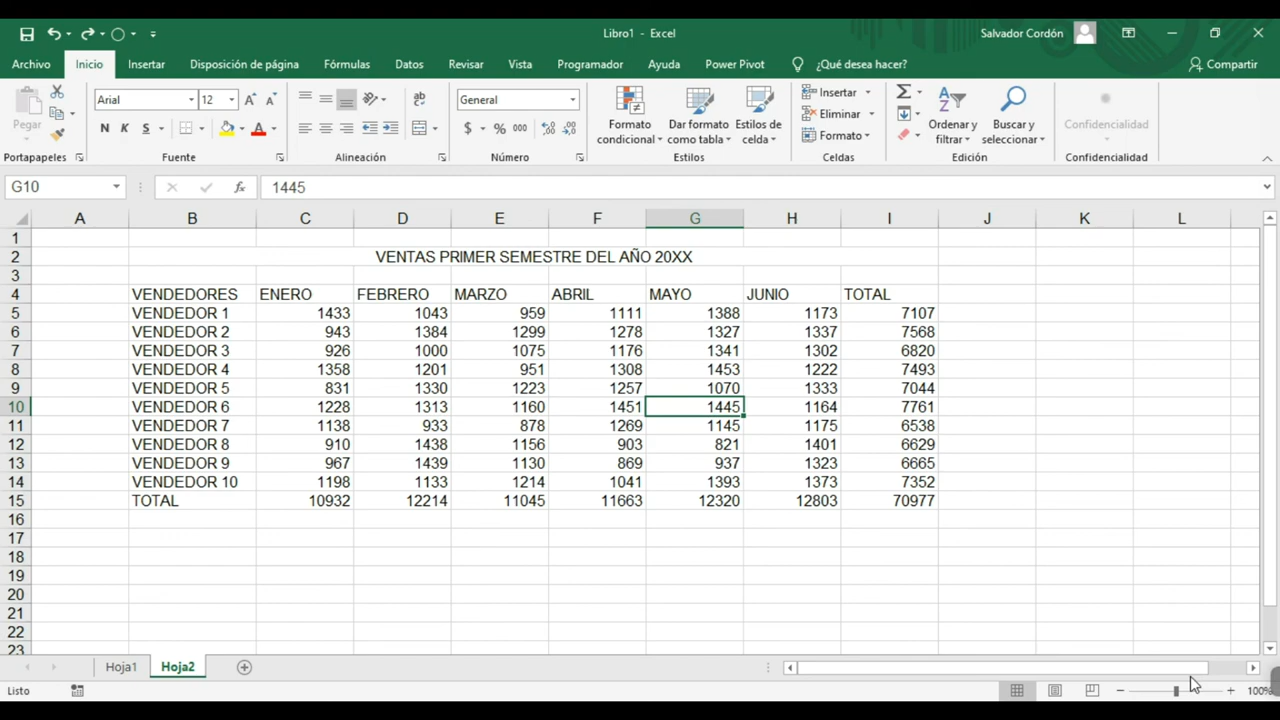 Libro1 - Excel
Salvador Cordón
Archivo Inicio Insertar Disposición de página Fórmulas Datos Revisar Vista Programador Ayuda Power Pivot ¿Qué desea hacer? Compartir
Pegar
Arial 12
N K S
General
$ % 000
Formato condicional
Dar formato como tabla
Estilos de celda
Insertar
Eliminar
Formato
Ordenar y filtrar
Buscar y seleccionar
Confidencialidad
Portapapeles Fuente Alineación Número Estilos Celdas Edición Confidencialidad
G10 fx 1445
A B C D E F G H I J K L
1
2 VENTAS PRIMER SEMESTRE DEL AÑO 20XX
3
4 VENDEDORES ENERO FEBRERO MARZO ABRIL MAYO JUNIO TOTAL
5 VENDEDOR 1 1433 1043 959 1111 1388 1173 7107
6 VENDEDOR 2 943 1384 1299 1278 1327 1337 7568
7 VENDEDOR 3 926 1000 1075 1176 1341 1302 6820
8 VENDEDOR 4 1358 1201 951 1308 1453 1222 7493
9 VENDEDOR 5 831 1330 1223 1257 1070 1333 7044
10 VENDEDOR 6 1228 1313 1160 1451 1445 1164 7761
11 VENDEDOR 7 1138 933 878 1269 1145 1175 6538
12 VENDEDOR 8 910 1438 1156 903 821 1401 6629
13 VENDEDOR 9 967 1439 1130 869 937 1323 6665
14 VENDEDOR 10 1198 1133 1214 1041 1393 1373 7352
15 TOTAL 10932 12214 11045 11663 12320 12803 70977
16
17
18
19
20
21
22
23
Hoja1 Hoja2
Listo 100%